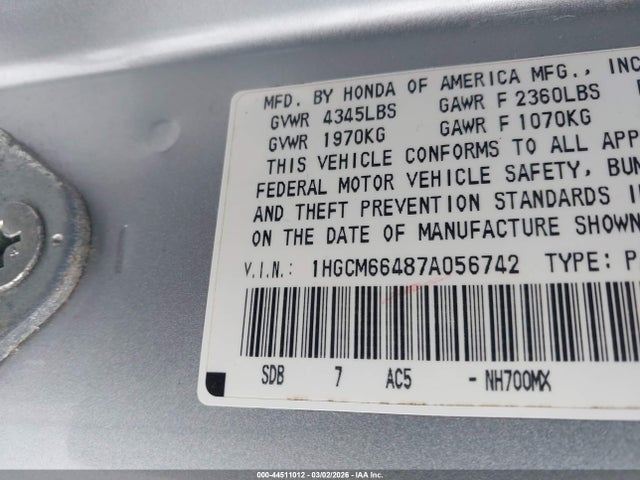 MFD. BY HONDA OF AMERICA MFG., INC
GVWR 4345LBS GAWR F 2360LBS
GVWR 1970KG GAWR F 1070KG
THIS VEHICLE CONFORMS TO ALL APP
FEDERAL MOTOR VEHICLE SAFETY, BUM
AND THEFT PREVENTION STANDARDS I
ON THE DATE OF MANUFACTURE SHOWN
V.I.N.: 1HGCM66487A056742 TYPE: P
SDB 7 AC5 -NH700MX
000-44511012 - 03/02/2026 - IAAI Inc.